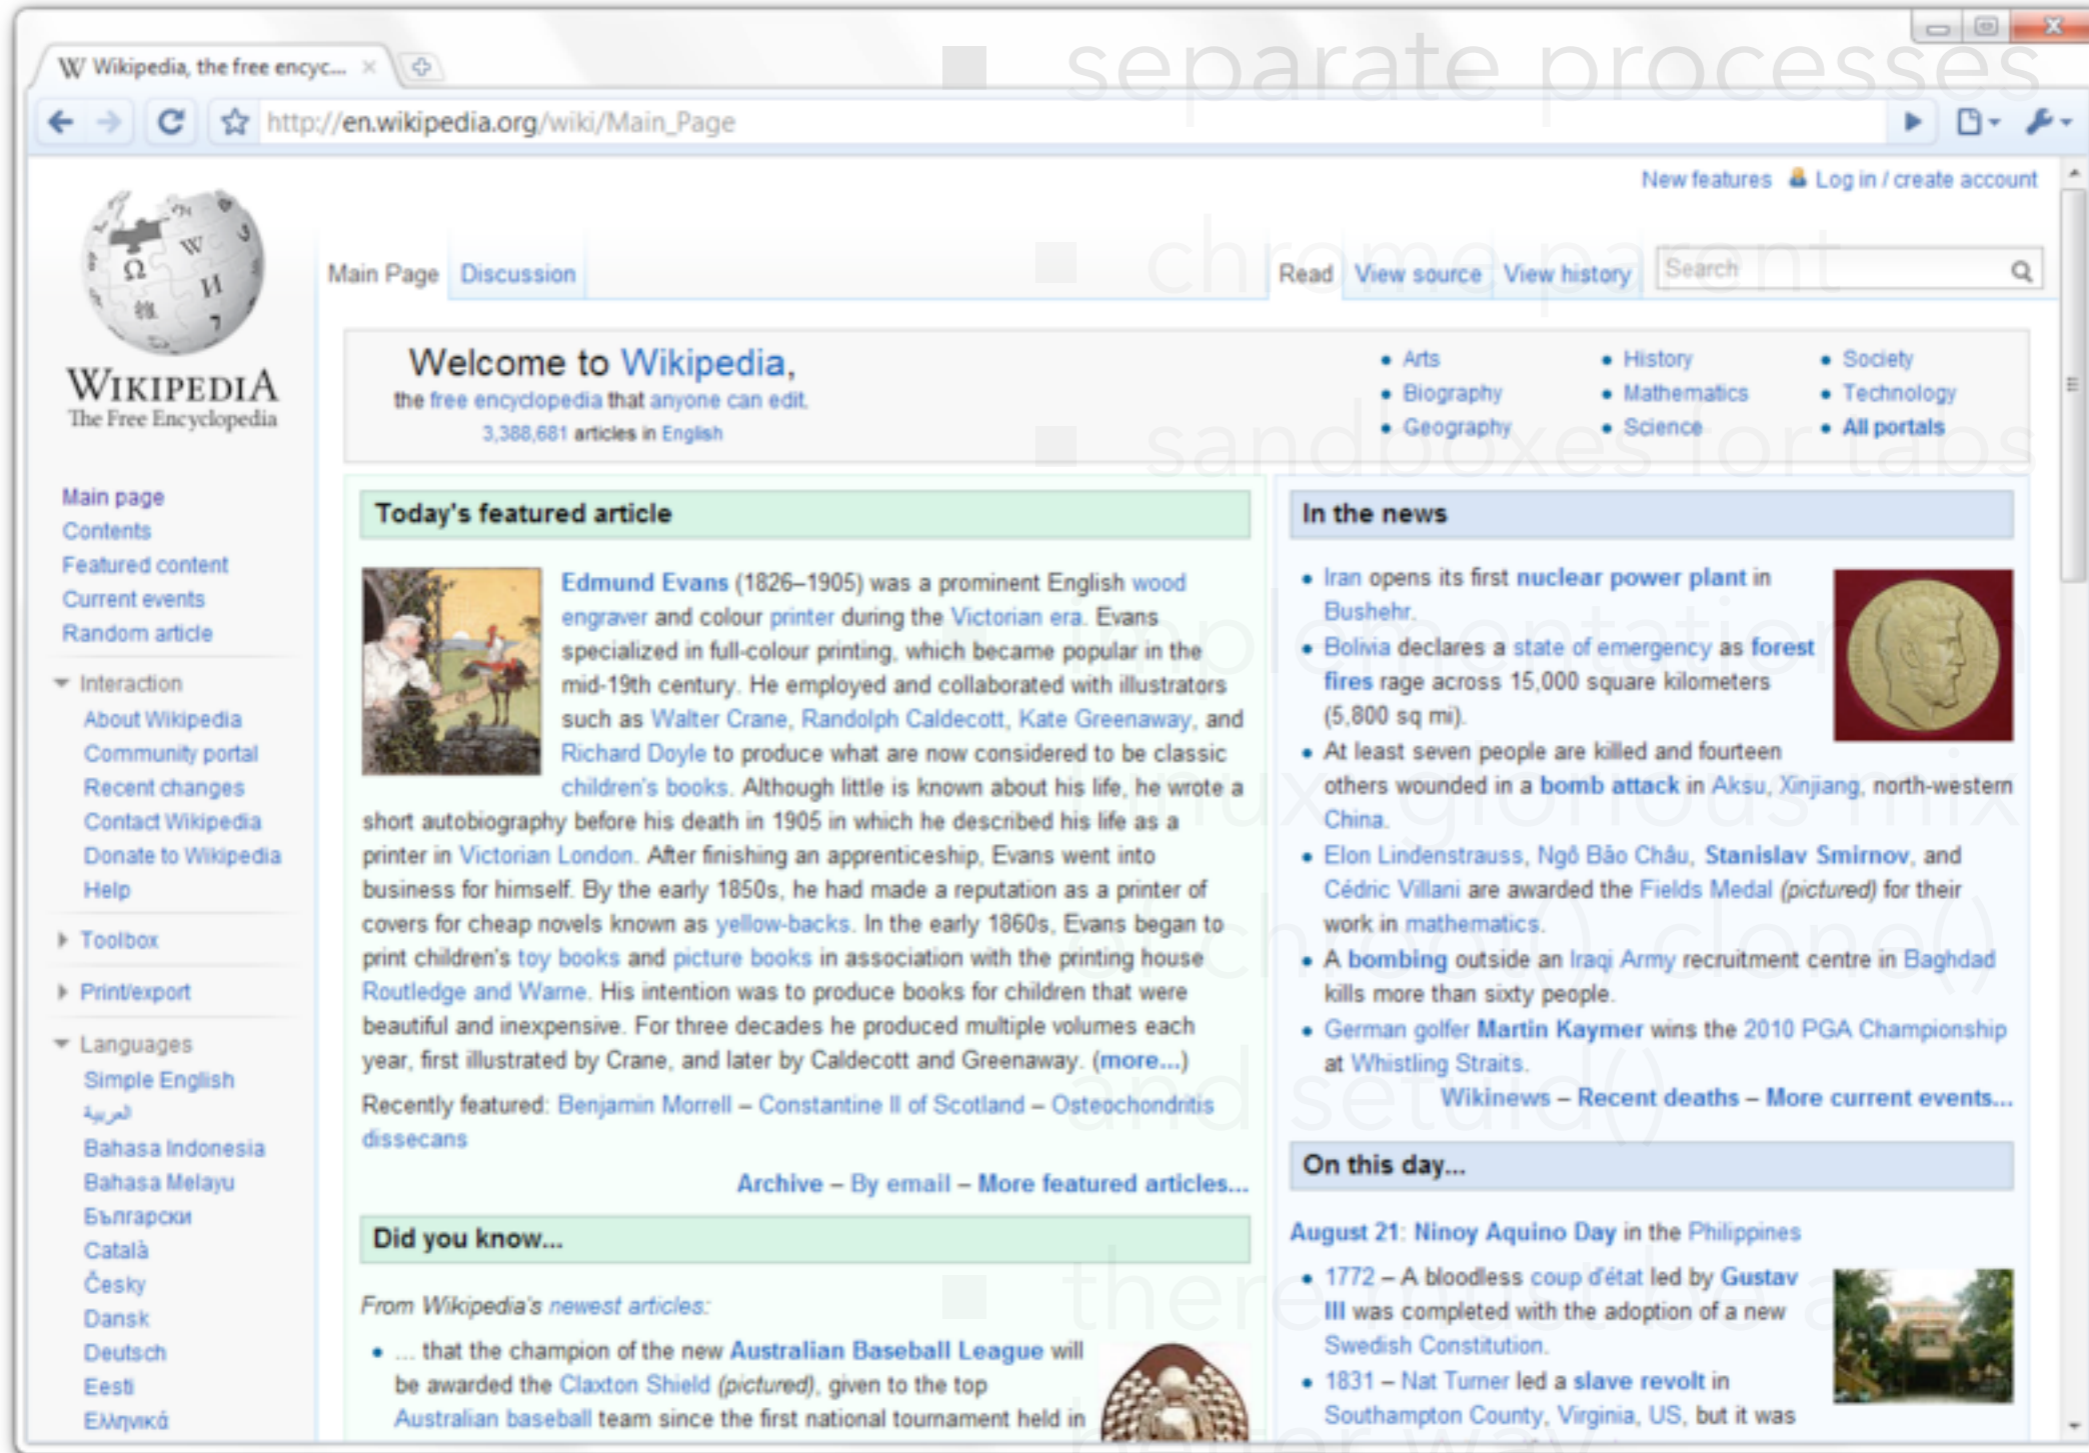 Wikipedia, the free encyc...
http://en.wikipedia.org/wiki/Main_Page
New features Log in / create account
WIKIPEDIA
The Free Encyclopedia
Main Page Discussion Read View source View history Search
Welcome to Wikipedia,
the free encyclopedia that anyone can edit.
3,388,681 articles in English
Arts
Biography
Geography
History
Mathematics
Science
Society
Technology
All portals
Main page
Contents
Featured content
Current events
Random article
Interaction
About Wikipedia
Community portal
Recent changes
Contact Wikipedia
Donate to Wikipedia
Help
Toolbox
Print/export
Languages
Simple English
العربية
Bahasa Indonesia
Bahasa Melayu
Български
Català
Česky
Dansk
Deutsch
Eesti
Ελληνικά
Today's featured article
Edmund Evans (1826–1905) was a prominent English wood
engraver and colour printer during the Victorian era. Evans
specialized in full-colour printing, which became popular in the
mid-19th century. He employed and collaborated with illustrators
such as Walter Crane, Randolph Caldecott, Kate Greenaway, and
Richard Doyle to produce what are now considered to be classic
children's books. Although little is known about his life, he wrote a
short autobiography before his death in 1905 in which he described his life as a
printer in Victorian London. After finishing an apprenticeship, Evans went into
business for himself. By the early 1850s, he had made a reputation as a printer of
covers for cheap novels known as yellow-backs. In the early 1860s, Evans began to
print children's toy books and picture books in association with the printing house
Routledge and Warne. His intention was to produce books for children that were
beautiful and inexpensive. For three decades he produced multiple volumes each
year, first illustrated by Crane, and later by Caldecott and Greenaway. (more...)
Recently featured: Benjamin Morrell – Constantine II of Scotland – Osteochondritis
dissecans
Archive – By email – More featured articles...
Did you know...
From Wikipedia's newest articles:
... that the champion of the new Australian Baseball League will
be awarded the Claxton Shield (pictured), given to the top
Australian baseball team since the first national tournament held in
In the news
Iran opens its first nuclear power plant in
Bushehr.
Bolivia declares a state of emergency as forest
fires rage across 15,000 square kilometers
(5,800 sq mi).
At least seven people are killed and fourteen
others wounded in a bomb attack in Aksu, Xinjiang, north-western
China.
Elon Lindenstrauss, Ngô Bảo Châu, Stanislav Smirnov, and
Cédric Villani are awarded the Fields Medal (pictured) for their
work in mathematics.
A bombing outside an Iraqi Army recruitment centre in Baghdad
kills more than sixty people.
German golfer Martin Kaymer wins the 2010 PGA Championship
at Whistling Straits.
Wikinews – Recent deaths – More current events...
On this day...
August 21: Ninoy Aquino Day in the Philippines
1772 – A bloodless coup d'état led by Gustav
III was completed with the adoption of a new
Swedish Constitution.
1831 – Nat Turner led a slave revolt in
Southampton County, Virginia, US, but it was
separate processes
chrome parent
sandboxes for tabs
implementation
linux: glorious mix
of chroot() clone()
and setuid()
there must be a
better way